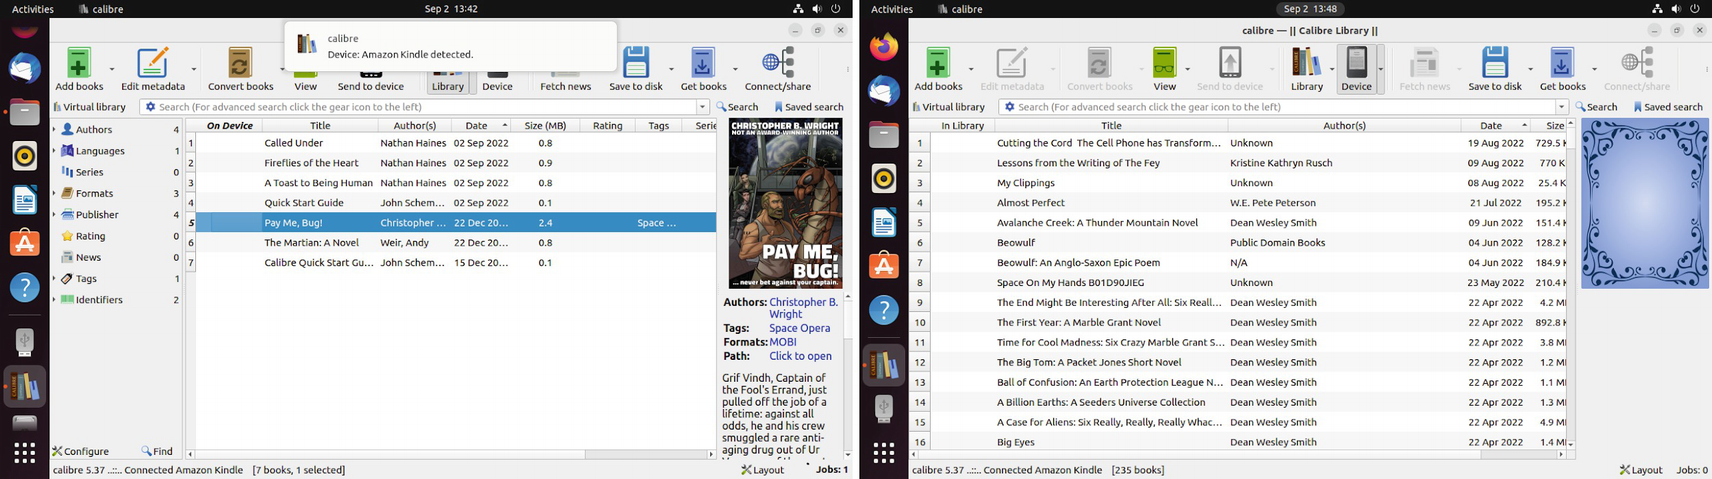 Activities calibre Sep 2 13:42
calibre
Device: Amazon Kindle detected.
Add books Edit metadata Convert books View Send to device Library Device Fetch news Save to disk Get books Connect/share
Virtual library Search (For advanced search click the gear icon to the left) Search Saved search
Authors 4
Languages 1
Series 0
Formats 3
Publisher 4
Rating 0
News 0
Tags 1
Identifiers 2
Configure Find
On Device Title Author(s) Date Size (MB) Rating Tags Serie
1 Called Under Nathan Haines 02 Sep 2022 0.8
2 Fireflies of the Heart Nathan Haines 02 Sep 2022 0.9
3 A Toast to Being Human Nathan Haines 02 Sep 2022 0.8
4 Quick Start Guide John Schem... 02 Sep 2022 0.1
5 Pay Me, Bug! Christopher ... 22 Dec 20... 2.4 Space ...
6 The Martian: A Novel Weir, Andy 22 Dec 20... 0.8
7 Calibre Quick Start Gu... John Schem... 15 Dec 20... 0.1
CHRISTOPHER B. WRIGHT
NOT AN AWARD-WINNING AUTHOR
PAY ME,
BUG!
... never bet against your captain.
Authors: Christopher B.
Wright
Tags: Space Opera
Formats: MOBI
Path: Click to open
Grif Vindh, Captain of
the Fool's Errand, just
pulled off the job of a
lifetime: against all
odds, he and his crew
smuggled a rare anti-
aging drug out of Ur
calibre 5.37 ..::.. Connected Amazon Kindle [7 books, 1 selected] Layout Jobs: 1
Activities calibre Sep 2 13:48
calibre — || Calibre Library ||
Add books Edit metadata Convert books View Send to device Library Device Fetch news Save to disk Get books Connect/share
Virtual library Search (For advanced search click the gear icon to the left) Search Saved search
In Library Title Author(s) Date Size
1 Cutting the Cord The Cell Phone has Transform... Unknown 19 Aug 2022 729.5 K
2 Lessons from the Writing of The Fey Kristine Kathryn Rusch 09 Aug 2022 770 K
3 My Clippings Unknown 08 Aug 2022 25.4 K
4 Almost Perfect W.E. Pete Peterson 21 Jul 2022 195.2 K
5 Avalanche Creek: A Thunder Mountain Novel Dean Wesley Smith 09 Jun 2022 151.4 K
6 Beowulf Public Domain Books 04 Jun 2022 128.2 K
7 Beowulf: An Anglo-Saxon Epic Poem N/A 04 Jun 2022 184.9 K
8 Space On My Hands B01D90JIEG Unknown 23 May 2022 210.4 K
9 The End Might Be Interesting After All: Six Reall... Dean Wesley Smith 22 Apr 2022 4.2 M
10 The First Year: A Marble Grant Novel Dean Wesley Smith 22 Apr 2022 892.8 K
11 Time for Cool Madness: Six Crazy Marble Grant S... Dean Wesley Smith 22 Apr 2022 3.8 M
12 The Big Tom: A Packet Jones Short Novel Dean Wesley Smith 22 Apr 2022 1.2 M
13 Ball of Confusion: An Earth Protection League N... Dean Wesley Smith 22 Apr 2022 1.1 M
14 A Billion Earths: A Seeders Universe Collection Dean Wesley Smith 22 Apr 2022 1.3 M
15 A Case for Aliens: Six Really, Really, Really Whac... Dean Wesley Smith 22 Apr 2022 4.9 M
16 Big Eyes Dean Wesley Smith 22 Apr 2022 1.4 M
calibre 5.37 ..::.. Connected Amazon Kindle [235 books] Layout Jobs: 0